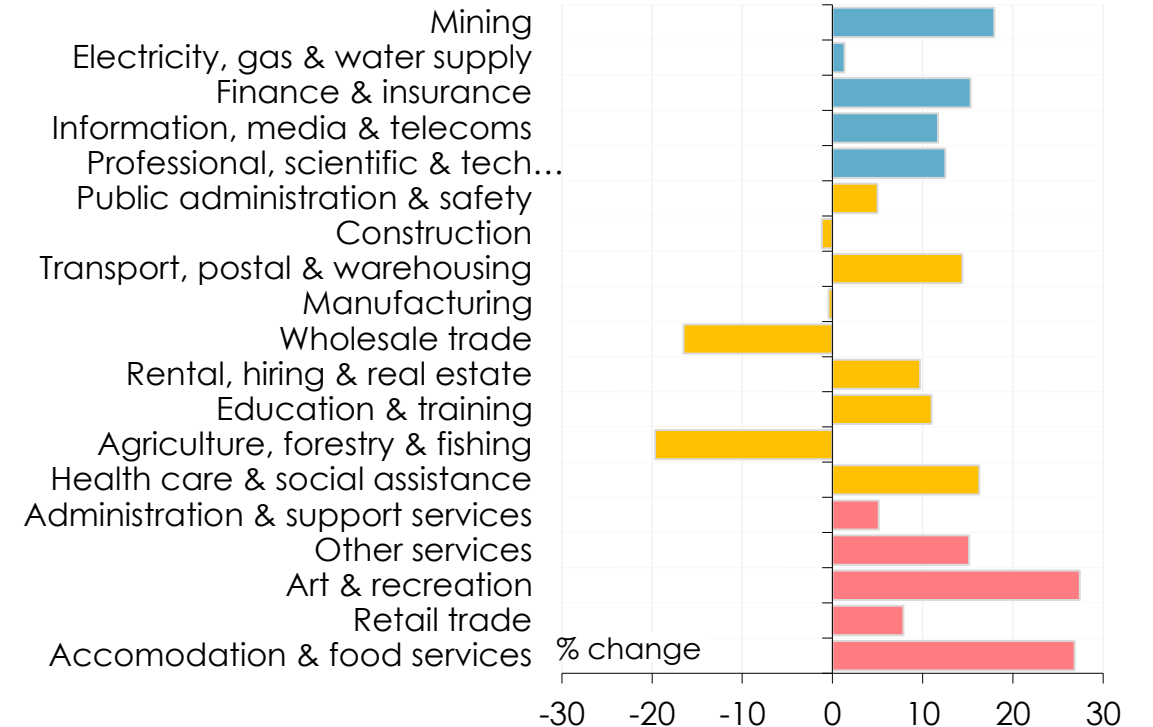 Mining
Electricity, gas & water supply
Finance & insurance
Information, media & telecoms
Professional, scientific & tech…
Public administration & safety
Construction
Transport, postal & warehousing
Manufacturing
Wholesale trade
Rental, hiring & real estate
Education & training
Agriculture, forestry & fishing
Health care & social assistance
Administration & support services
Other services
Art & recreation
Retail trade
Accomodation & food services
% change
-30 -20 -10 0 10 20 30